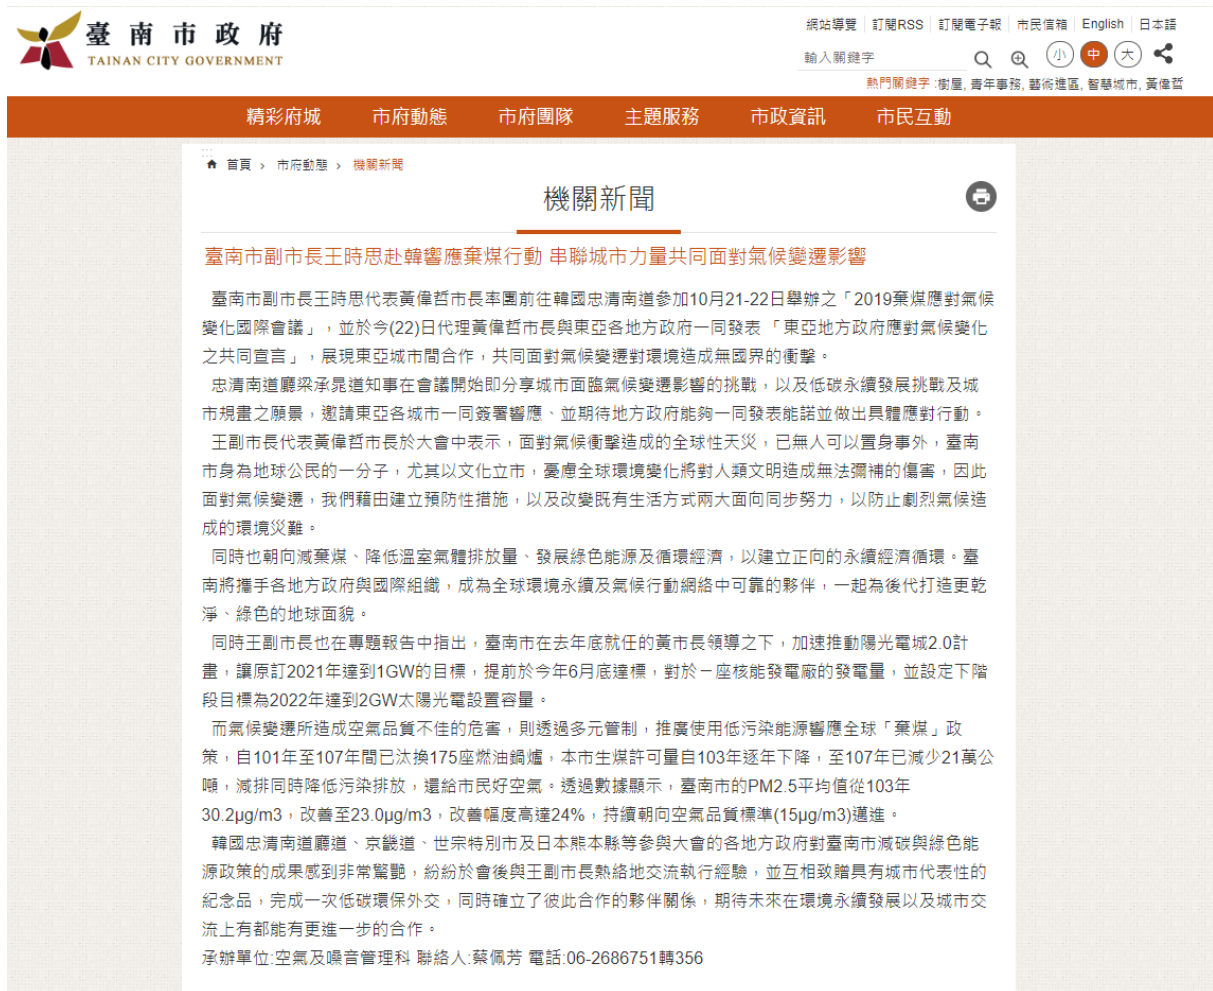 臺南市政府
TAINAN CITY GOVERNMENT
網站導覽 訂閱RSS 訂閱電子報 市民信箱 English 日本語
輸入關鍵字 小 中 大
熱門關鍵字 :樹屋, 青年事務, 藝術進區, 智慧城市, 黃偉哲
精彩府城 市府動態 市府團隊 主題服務 市政資訊 市民互動
:::
首頁 › 市府動態 › 機關新聞
機關新聞
臺南市副市長王時思赴韓響應棄煤行動 串聯城市力量共同面對氣候變遷影響
臺南市副市長王時思代表黃偉哲市長率團前往韓國忠清南道參加10月21-22日舉辦之「2019棄煤應對氣候
變化國際會議」，並於今(22)日代理黃偉哲市長與東亞各地方政府一同發表 「東亞地方政府應對氣候變化
之共同宣言」，展現東亞城市間合作，共同面對氣候變遷對環境造成無國界的衝擊。
忠清南道廳梁承晁道知事在會議開始即分享城市面臨氣候變遷影響的挑戰，以及低碳永續發展挑戰及城
市規畫之願景，邀請東亞各城市一同簽署響應、並期待地方政府能夠一同發表能諾並做出具體應對行動。
王副市長代表黃偉哲市長於大會中表示，面對氣候衝擊造成的全球性天災，已無人可以置身事外，臺南
市身為地球公民的一分子，尤其以文化立市，憂慮全球環境變化將對人類文明造成無法彌補的傷害，因此
面對氣候變遷，我們藉由建立預防性措施，以及改變既有生活方式兩大面向同步努力，以防止劇烈氣候造
成的環境災難。
同時也朝向減棄煤、降低溫室氣體排放量、發展綠色能源及循環經濟，以建立正向的永續經濟循環。臺
南將攜手各地方政府與國際組織，成為全球環境永續及氣候行動網絡中可靠的夥伴，一起為後代打造更乾
淨、綠色的地球面貌。
同時王副市長也在專題報告中指出，臺南市在去年底就任的黃市長領導之下，加速推動陽光電城2.0計
畫，讓原訂2021年達到1GW的目標，提前於今年6月底達標，對於ㄧ座核能發電廠的發電量，並設定下階
段目標為2022年達到2GW太陽光電設置容量。
而氣候變遷所造成空氣品質不佳的危害，則透過多元管制，推廣使用低污染能源響應全球「棄煤」政
策，自101年至107年間已汰換175座燃油鍋爐，本市生煤許可量自103年逐年下降，至107年已減少21萬公
噸，減排同時降低污染排放，還給市民好空氣。透過數據顯示，臺南市的PM2.5平均值從103年
30.2μg/m3，改善至23.0μg/m3，改善幅度高達24%，持續朝向空氣品質標準(15μg/m3)邁進。
韓國忠清南道廳道、京畿道、世宗特別市及日本熊本縣等參與大會的各地方政府對臺南市減碳與綠色能
源政策的成果感到非常驚艷，紛紛於會後與王副市長熱絡地交流執行經驗，並互相致贈具有城市代表性的
紀念品，完成一次低碳環保外交，同時確立了彼此合作的夥伴關係，期待未來在環境永續發展以及城市交
流上有都能有更進一步的合作。
承辦單位:空氣及噪音管理科 聯絡人:蔡佩芳 電話:06-2686751轉356